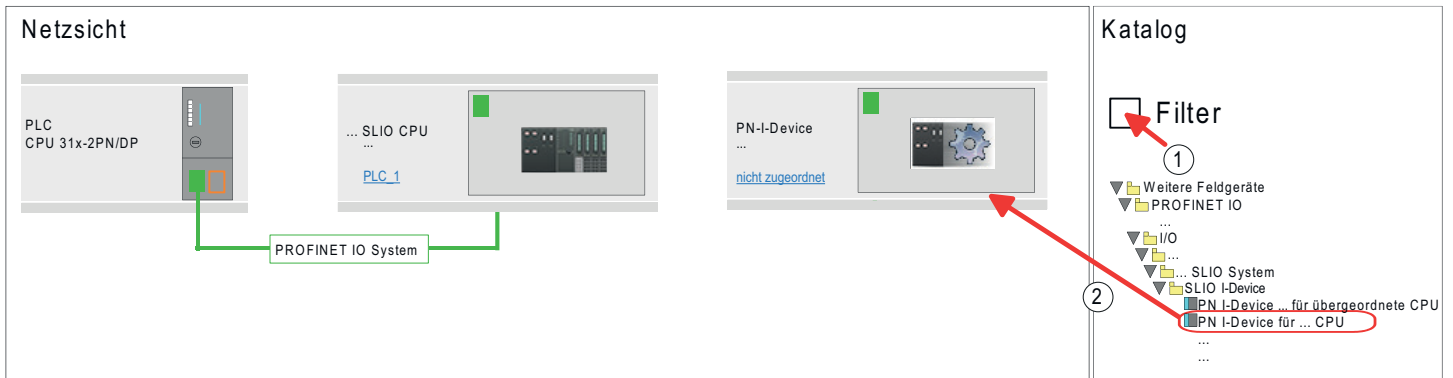 Netzsicht
PLC
CPU 31x-2PN/DP
... SLIO CPU
...
PLC_1
PN-I-Device
...
nicht zugeordnet
PROFINET IO System
Katalog
Filter
1
Weitere Feldgeräte
PROFINET IO
...
I/O
...
... SLIO System
SLIO I-Device
PN I-Device ... für übergeordnete CPU
2
PN I-Device für ... CPU
...
...